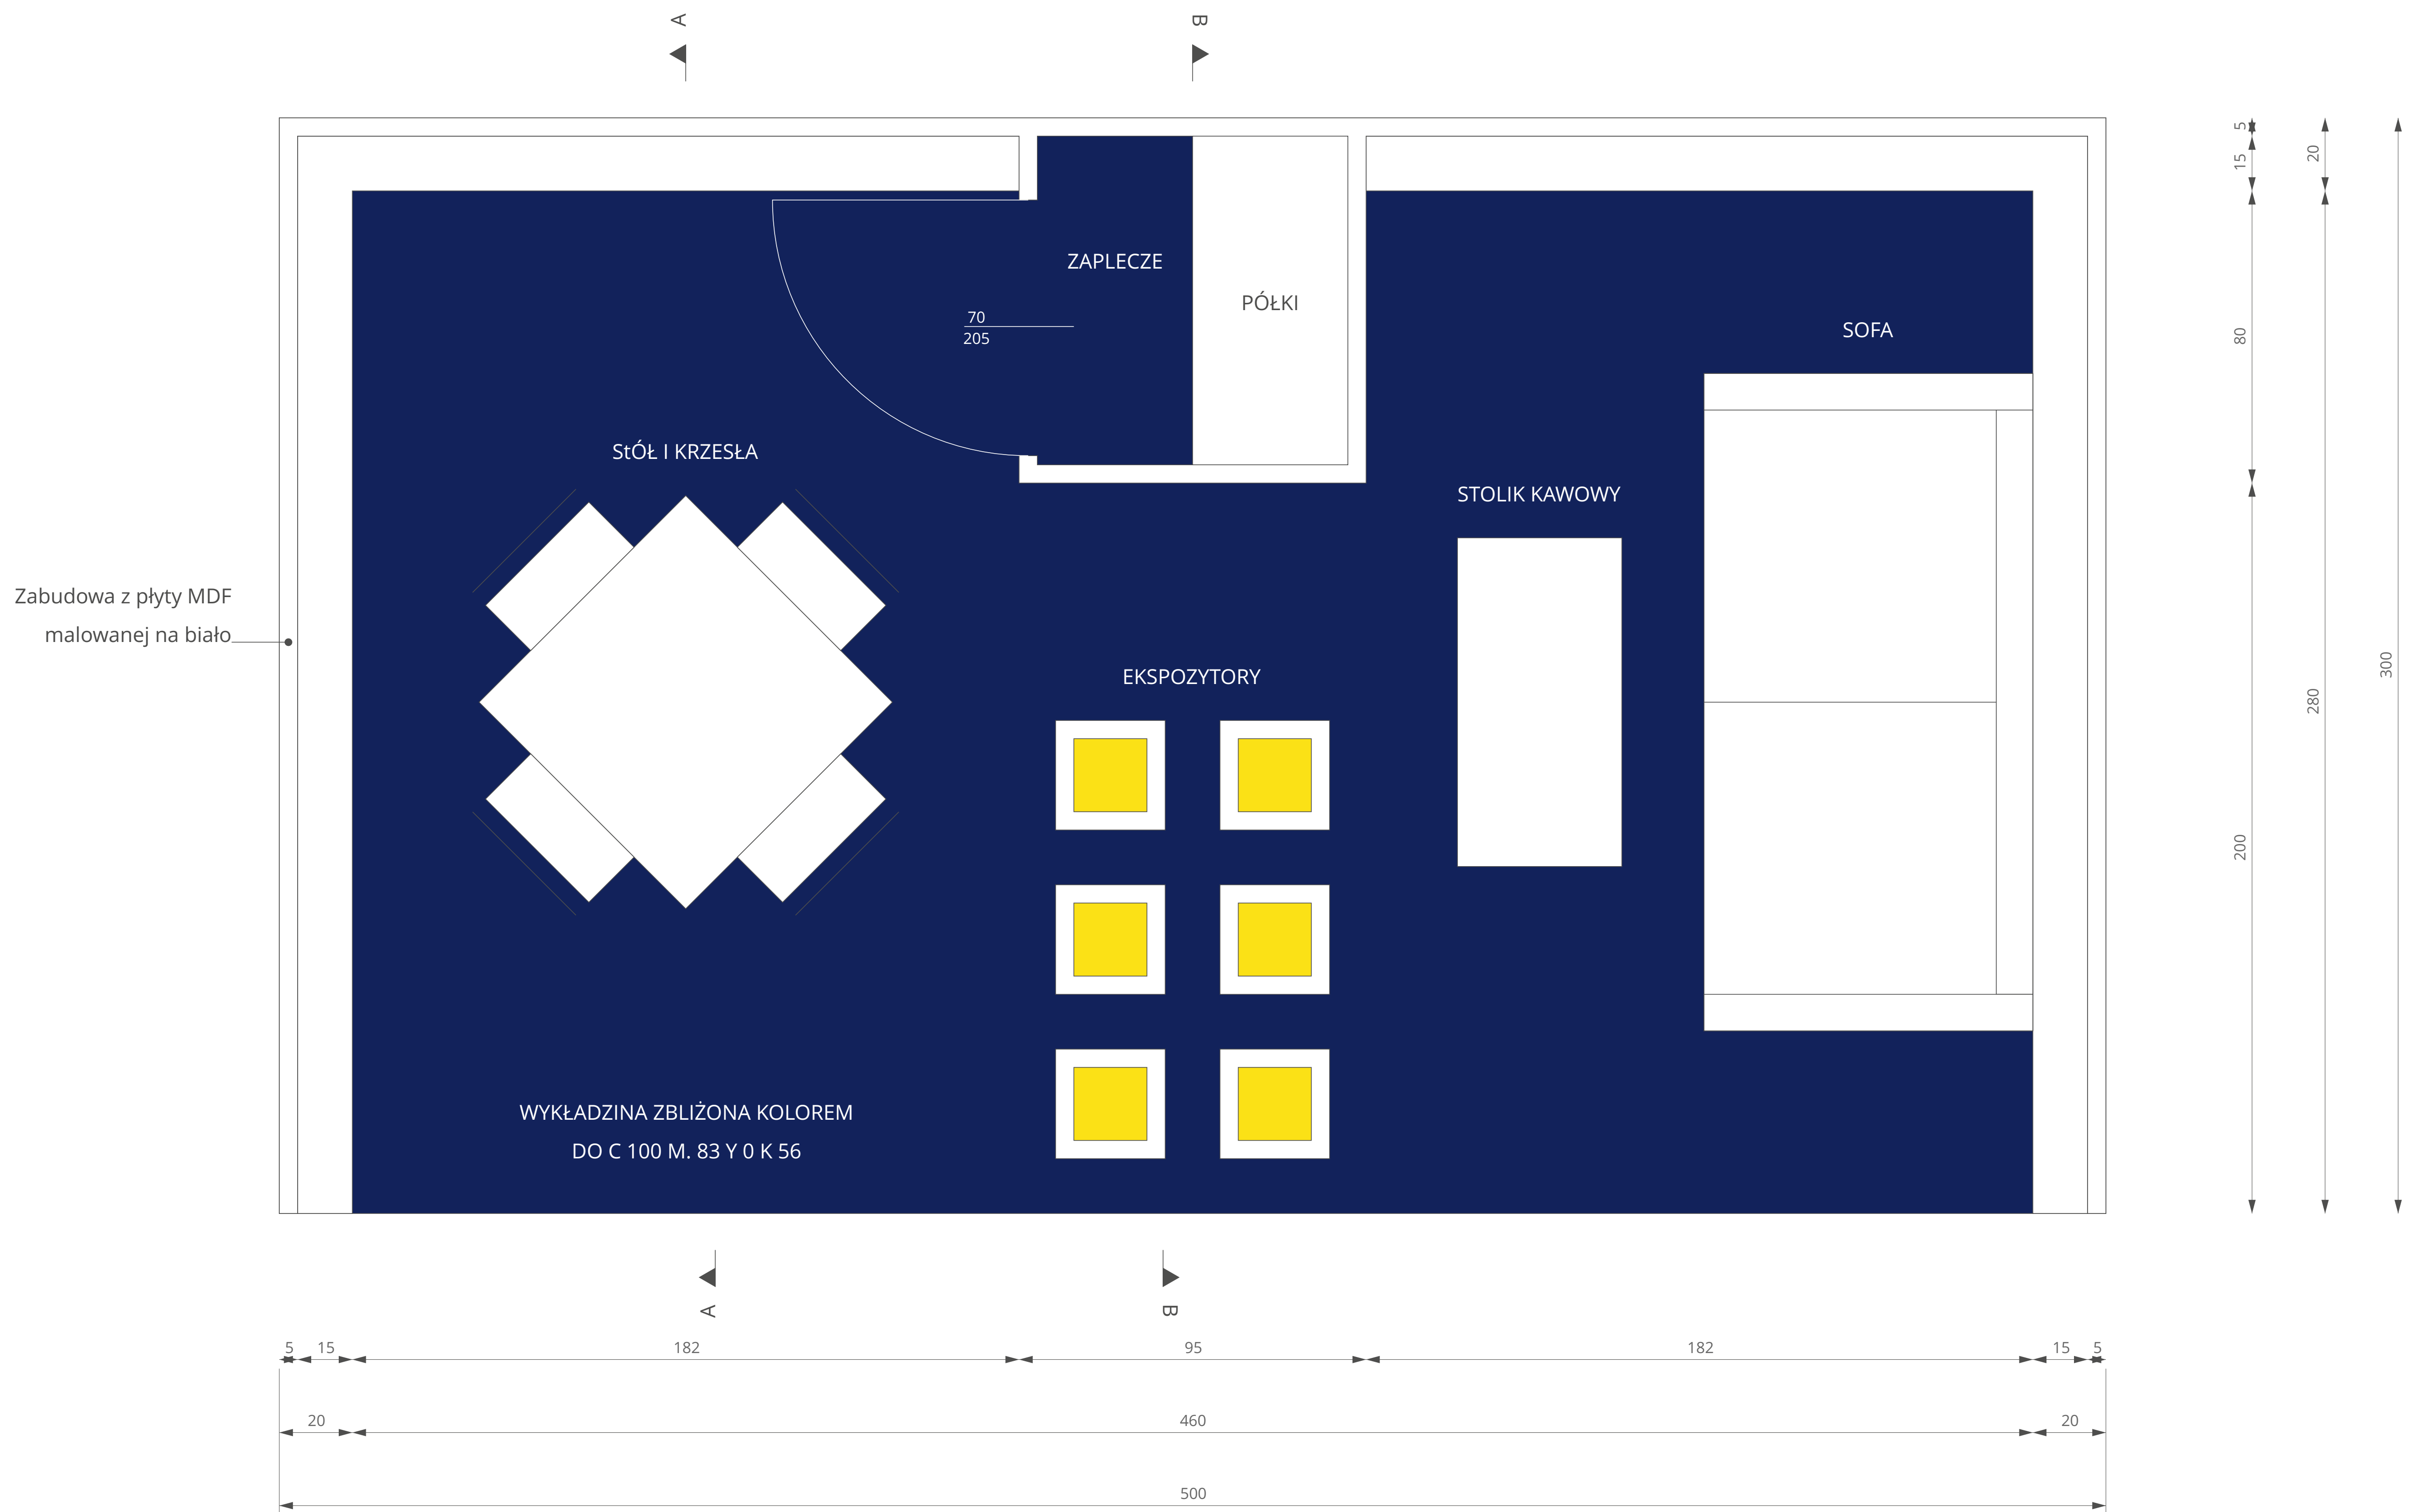 A
B
5
15
20
ZAPLECZE
PÓŁKI
70
205
SOFA
80
StÓŁ I KRZESŁA
STOLIK KAWOWY
Zabudowa z płyty MDF
malowanej na biało
EKSPOZYTORY
280
300
200
WYKŁADZINA ZBLIŻONA KOLOREM
DO C 100 M. 83 Y 0 K 56
A
B
5 15 182 95 182 15 5
20 460 20
500